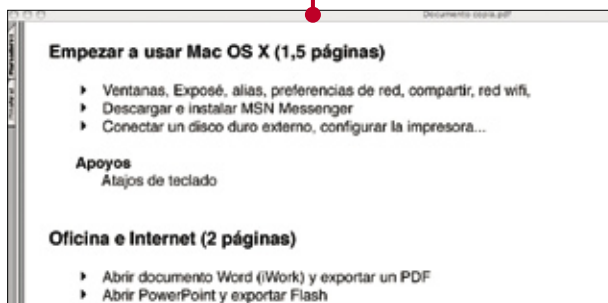 Documento copia.pdf
Empezar a usar Mac OS X (1,5 páginas)
Ventanas, Exposé, alias, preferencias de red, compartir, red wifi,
Descargar e instalar MSN Messenger
Conectar un disco duro externo, configurar la impresora...
Apoyos
Atajos de teclado
Oficina e Internet (2 páginas)
Abrir documento Word (iWork) y exportar un PDF
Abrir PowerPoint y exportar Flash